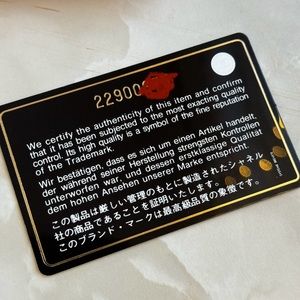 22900
We certify the authenticity of this item and confirm
that it has been subjected to the most exacting quality
control. Its high quality is a symbol of the fine reputation
of the Trademark.
Wir bestätigen, dass es sich um einen Artikel handelt,
der während seiner Herstellung strengsten Kontrollen
unterworfen war, und dessen erstklassige Qualität
dem hohen Ansehen unserer Marke entspricht.
この製品は厳しい管理のもとに製造されたシャネル
社の商品であることを証明いたします。
このブランド・マークは最高級品質の象徴です。